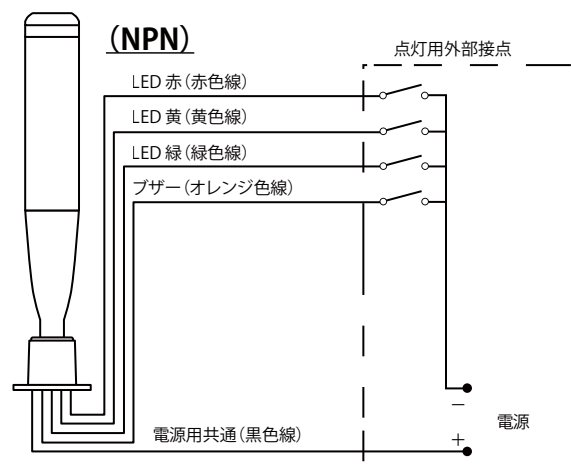 (NPN)
点灯用外部接点
LED 赤(赤色線)
LED 黄(黄色線)
LED 緑(緑色線)
ブザー(オレンジ色線)
−
電源
+
電源用共通(黒色線)